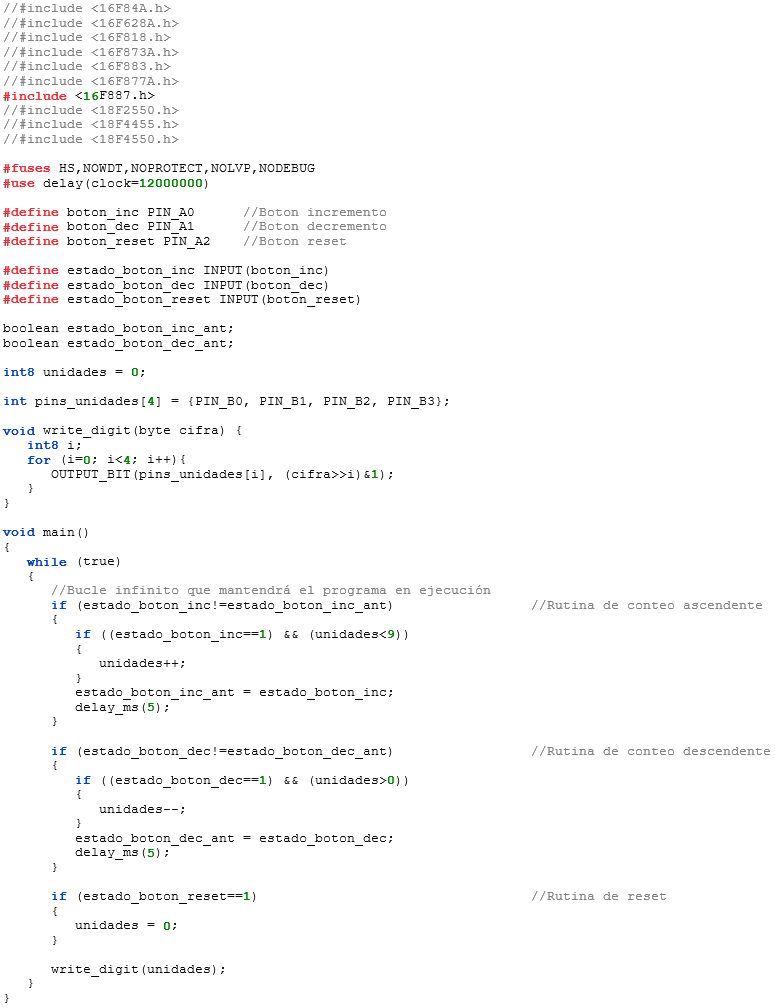 //#include <16F84A.h>
//#include <16F628A.h>
//#include <16F818.h>
//#include <16F873A.h>
//#include <16F883.h>
//#include <16F877A.h>
#include <16F887.h>
//#include <18F2550.h>
//#include <18F4455.h>
//#include <18F4550.h>

#fuses HS,NOWDT,NOPROTECT,NOLVP,NODEBUG
#use delay(clock=12000000)

#define boton_inc PIN_A0      //Boton incremento
#define boton_dec PIN_A1      //Boton decremento
#define boton_reset PIN_A2    //Boton reset

#define estado_boton_inc INPUT(boton_inc)
#define estado_boton_dec INPUT(boton_dec)
#define estado_boton_reset INPUT(boton_reset)

boolean estado_boton_inc_ant;
boolean estado_boton_dec_ant;

int8 unidades = 0;

int pins_unidades[4] = {PIN_B0, PIN_B1, PIN_B2, PIN_B3};

void write_digit(byte cifra) {
   int8 i;
   for (i=0; i<4; i++){
      OUTPUT_BIT(pins_unidades[i], (cifra>>i)&1);
   }
}

void main()
{
   while (true)
   {
      //Bucle infinito que mantendrá el programa en ejecución
      if (estado_boton_inc!=estado_boton_inc_ant)                 //Rutina de conteo ascendente
      {
         if ((estado_boton_inc==1) && (unidades<9))
         {
            unidades++;
         }
         estado_boton_inc_ant = estado_boton_inc;
         delay_ms(5);
      }

      if (estado_boton_dec!=estado_boton_dec_ant)                 //Rutina de conteo descendente
      {
         if ((estado_boton_dec==1) && (unidades>0))
         {
            unidades--;
         }
         estado_boton_dec_ant = estado_boton_dec;
         delay_ms(5);
      }

      if (estado_boton_reset==1)                                  //Rutina de reset
      {
         unidades = 0;
      }

      write_digit(unidades);
   }
}